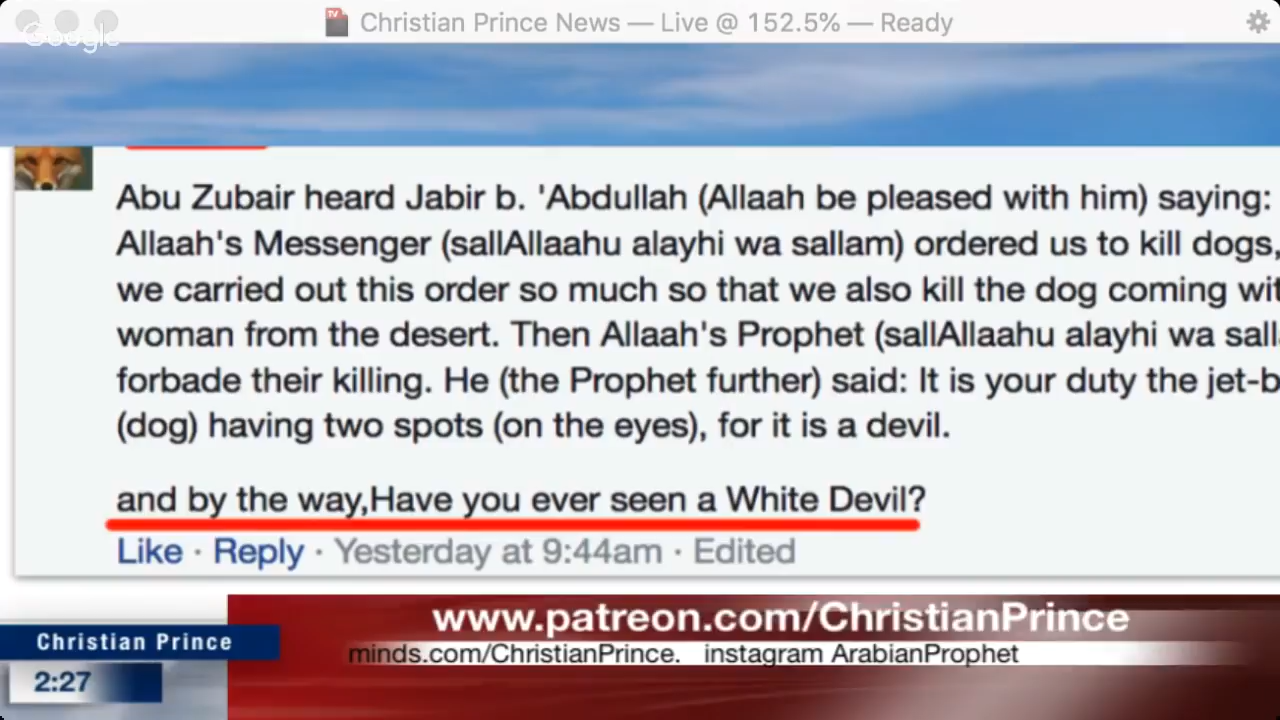 Christian Prince News — Live @ 152.5% — Ready
Google
Abu Zubair heard Jabir b. 'Abdullah (Allaah be pleased with him) saying:
Allaah's Messenger (sallAllaahu alayhi wa sallam) ordered us to kill dogs,
we carried out this order so much so that we also kill the dog coming wit
woman from the desert. Then Allaah's Prophet (sallAllaahu alayhi wa sall
forbade their killing. He (the Prophet further) said: It is your duty the jet-b
(dog) having two spots (on the eyes), for it is a devil.
and by the way,Have you ever seen a White Devil?
Like · Reply · Yesterday at 9:44am · Edited
www.patreon.com/ChristianPrince
Christian Prince
minds.com/ChristianPrince. instagram ArabianProphet
2:27